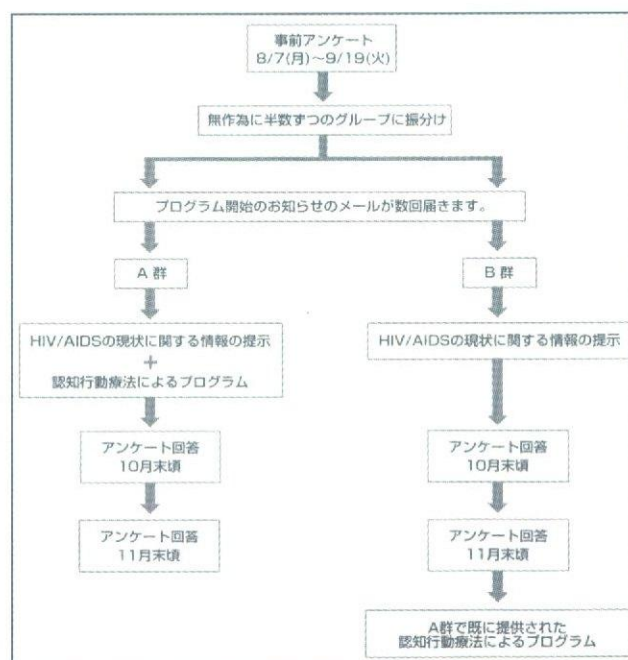 事前アンケート
8/7(月)~9/19(火)
無作為に半数ずつのグループに振分け
プログラム開始のお知らせのメールが数回届きます。
A 群
B 群
HIV/AIDSの現状に関する情報の提示
+
認知行動療法によるプログラム
HIV/AIDSの現状に関する情報の提示
アンケート回答
10月末頃
アンケート回答
10月末頃
アンケート回答
11月末頃
アンケート回答
11月末頃
A群で既に提供された
認知行動療法によるプログラム